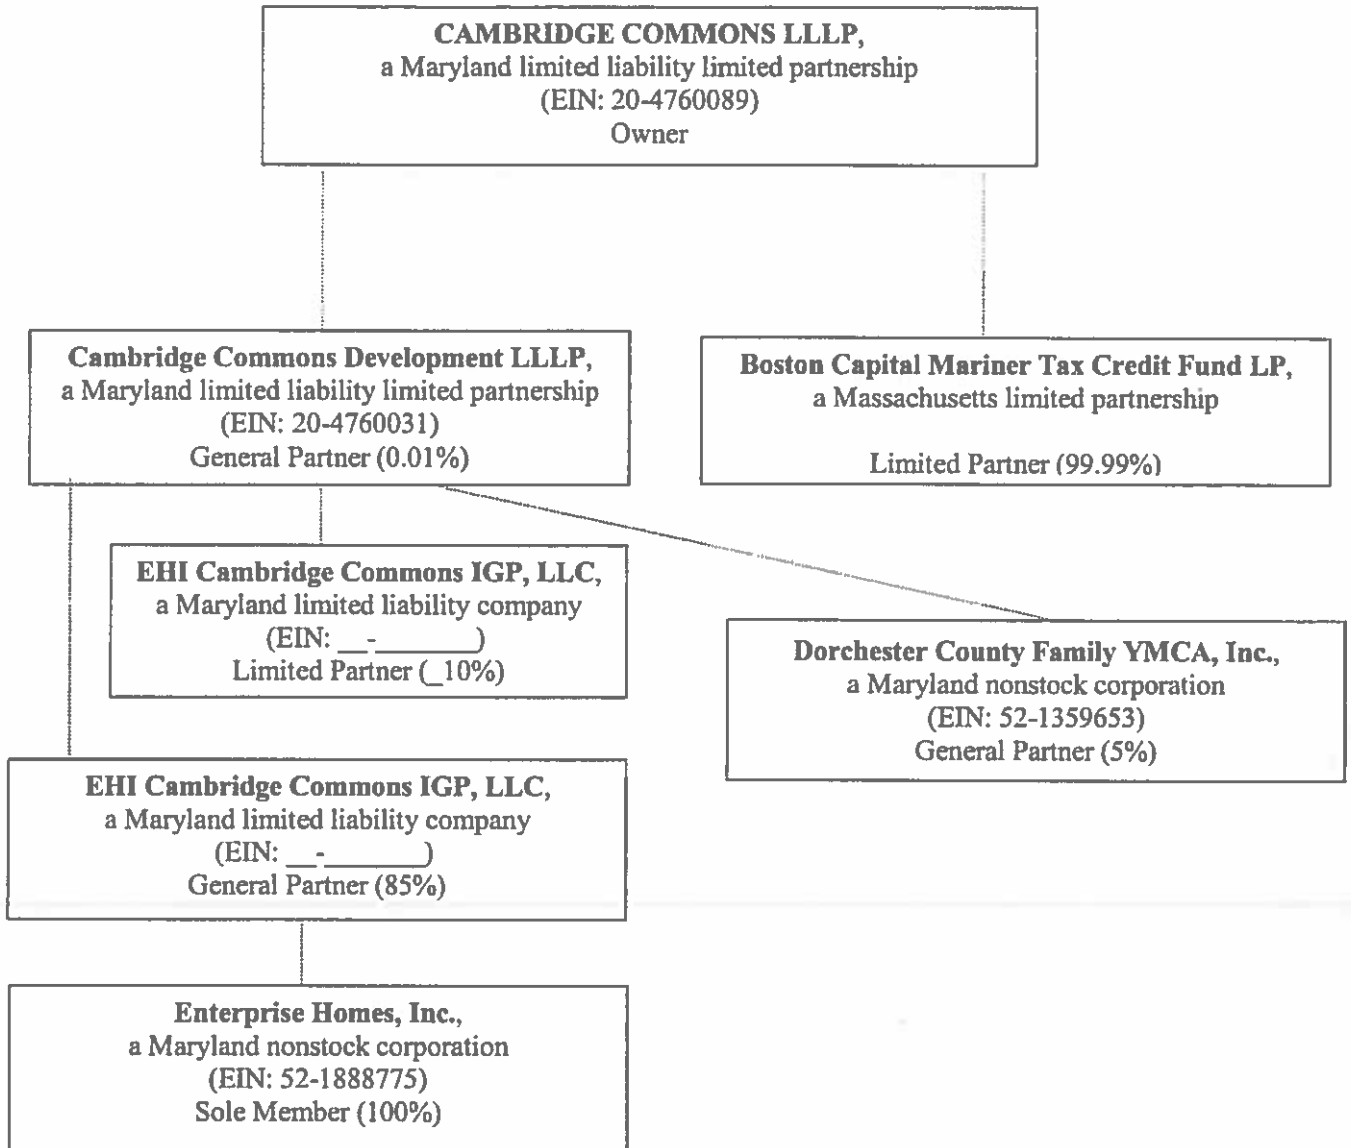 CAMBRIDGE COMMONS LLLP,
a Maryland limited liability limited partnership
(EIN: 20-4760089)
Owner
Cambridge Commons Development LLLP,
a Maryland limited liability limited partnership
(EIN: 20-4760031)
General Partner (0.01%)
Boston Capital Mariner Tax Credit Fund LP,
a Massachusetts limited partnership
Limited Partner (99.99%)
EHI Cambridge Commons IGP, LLC,
a Maryland limited liability company
(EIN: __-_______)
Limited Partner (_10%)
Dorchester County Family YMCA, Inc.,
a Maryland nonstock corporation
(EIN: 52-1359653)
General Partner (5%)
EHI Cambridge Commons IGP, LLC,
a Maryland limited liability company
(EIN: __-_______)
General Partner (85%)
Enterprise Homes, Inc.,
a Maryland nonstock corporation
(EIN: 52-1888775)
Sole Member (100%)